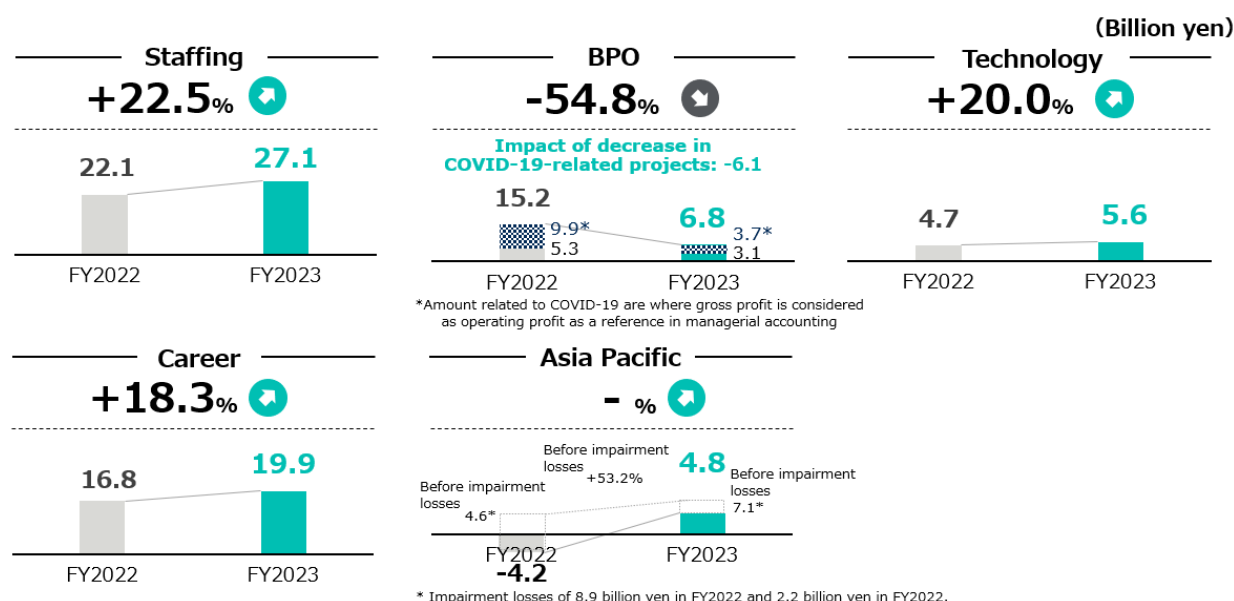 (Billion yen)
Staffing
+22.5%
22.1
27.1
FY2022
FY2023
BPO
-54.8%
Impact of decrease in
COVID-19-related projects: -6.1
15.2
9.9*
5.3
6.8
3.7*
3.1
FY2022
FY2023
*Amount related to COVID-19 are where gross profit is considered
as operating profit as a reference in managerial accounting
Technology
+20.0%
4.7
5.6
FY2022
FY2023
Career
+18.3%
16.8
19.9
FY2022
FY2023
Asia Pacific
- %
Before impairment
losses
+53.2%
4.8
Before impairment
losses
4.6*
Before impairment
losses
7.1*
FY2022
FY2023
-4.2
* Impairment losses of 8.9 billion yen in FY2022 and 2.2 billion yen in FY2022.